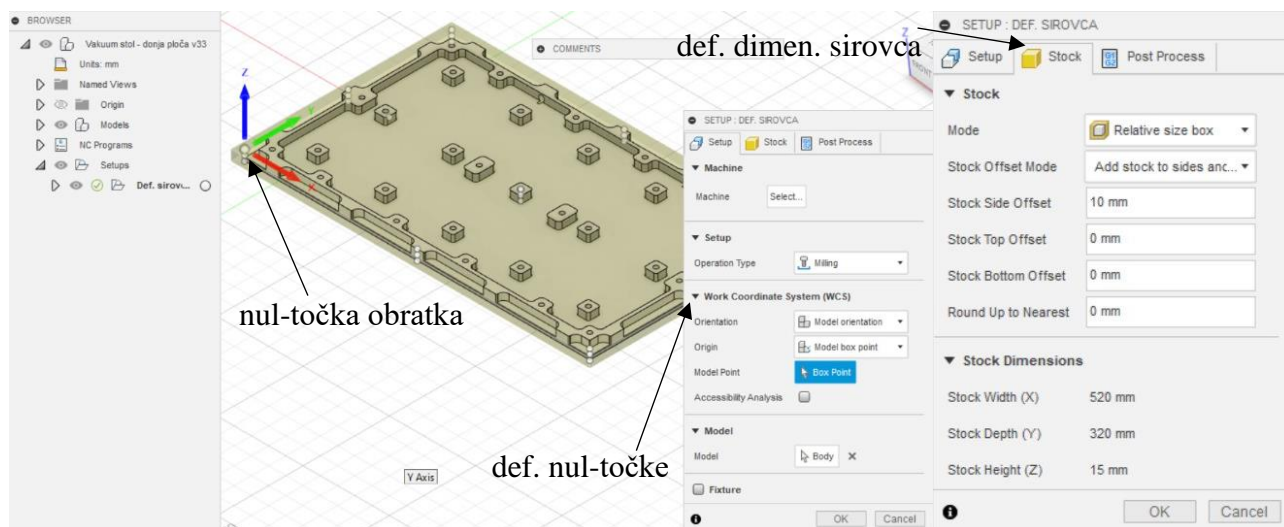 BROWSER
Vakuum stol - donja ploča v33
Units: mm
Named Views
Origin
Models
NC Programs
Setups
Def. sirov...
COMMENTS
def. dimen. sirovca
Z
FRONT
Z
Y
X
nul-točka obratka
def. nul-točke
Y Axis
SETUP : DEF. SIROVCA
Setup
Stock
Post Process
Machine
Machine
Select...
Setup
Operation Type
Milling
Work Coordinate System (WCS)
Orientation
Model orientation
Origin
Model box point
Model Point
Box Point
Accessibility Analysis
Model
Model
Body
Fixture
OK
Cancel
SETUP : DEF. SIROVCA
Setup
Stock
Post Process
Stock
Mode
Relative size box
Stock Offset Mode
Add stock to sides anc...
Stock Side Offset
10 mm
Stock Top Offset
0 mm
Stock Bottom Offset
0 mm
Round Up to Nearest
0 mm
Stock Dimensions
Stock Width (X)
520 mm
Stock Depth (Y)
320 mm
Stock Height (Z)
15 mm
OK
Cancel